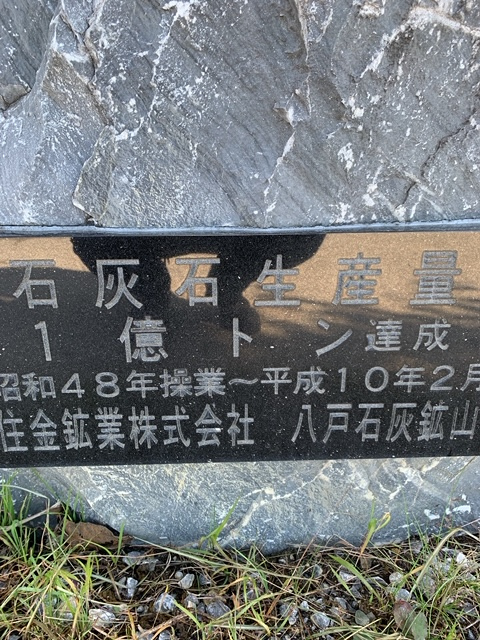 石灰石生産量
1億トン達成
昭和48年操業～平成10年2月
住金鉱業株式会社 八戸石灰鉱山